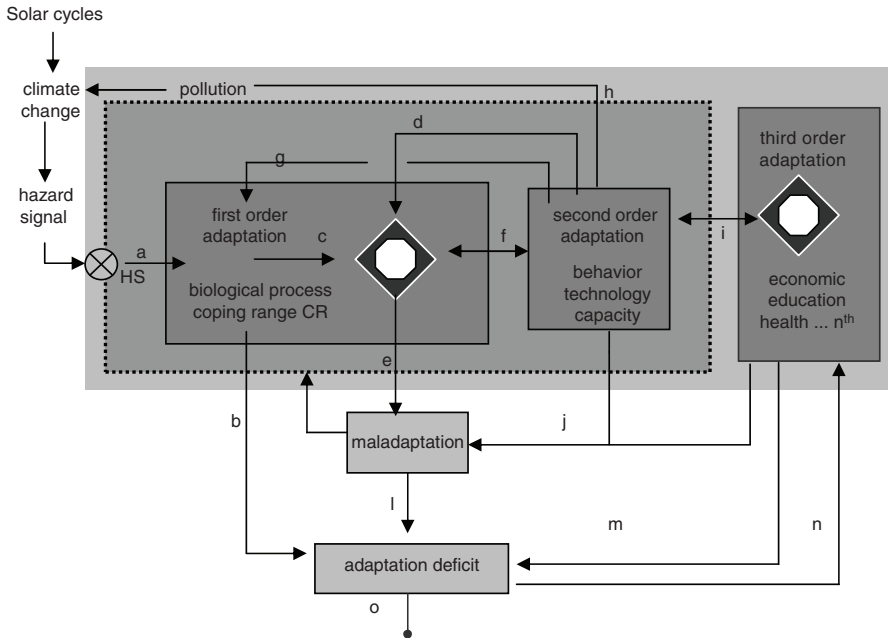 Solar cycles
climate
change
pollution
h
d
g
third order
adaptation
hazard
signal
first order
adaptation
c
f
second order
adaptation
i
a
HS
biological process
coping range CR
behavior
technology
capacity
economic
education
health ... nth
e
b
j
maladaptation
l
m
n
adaptation deficit
o